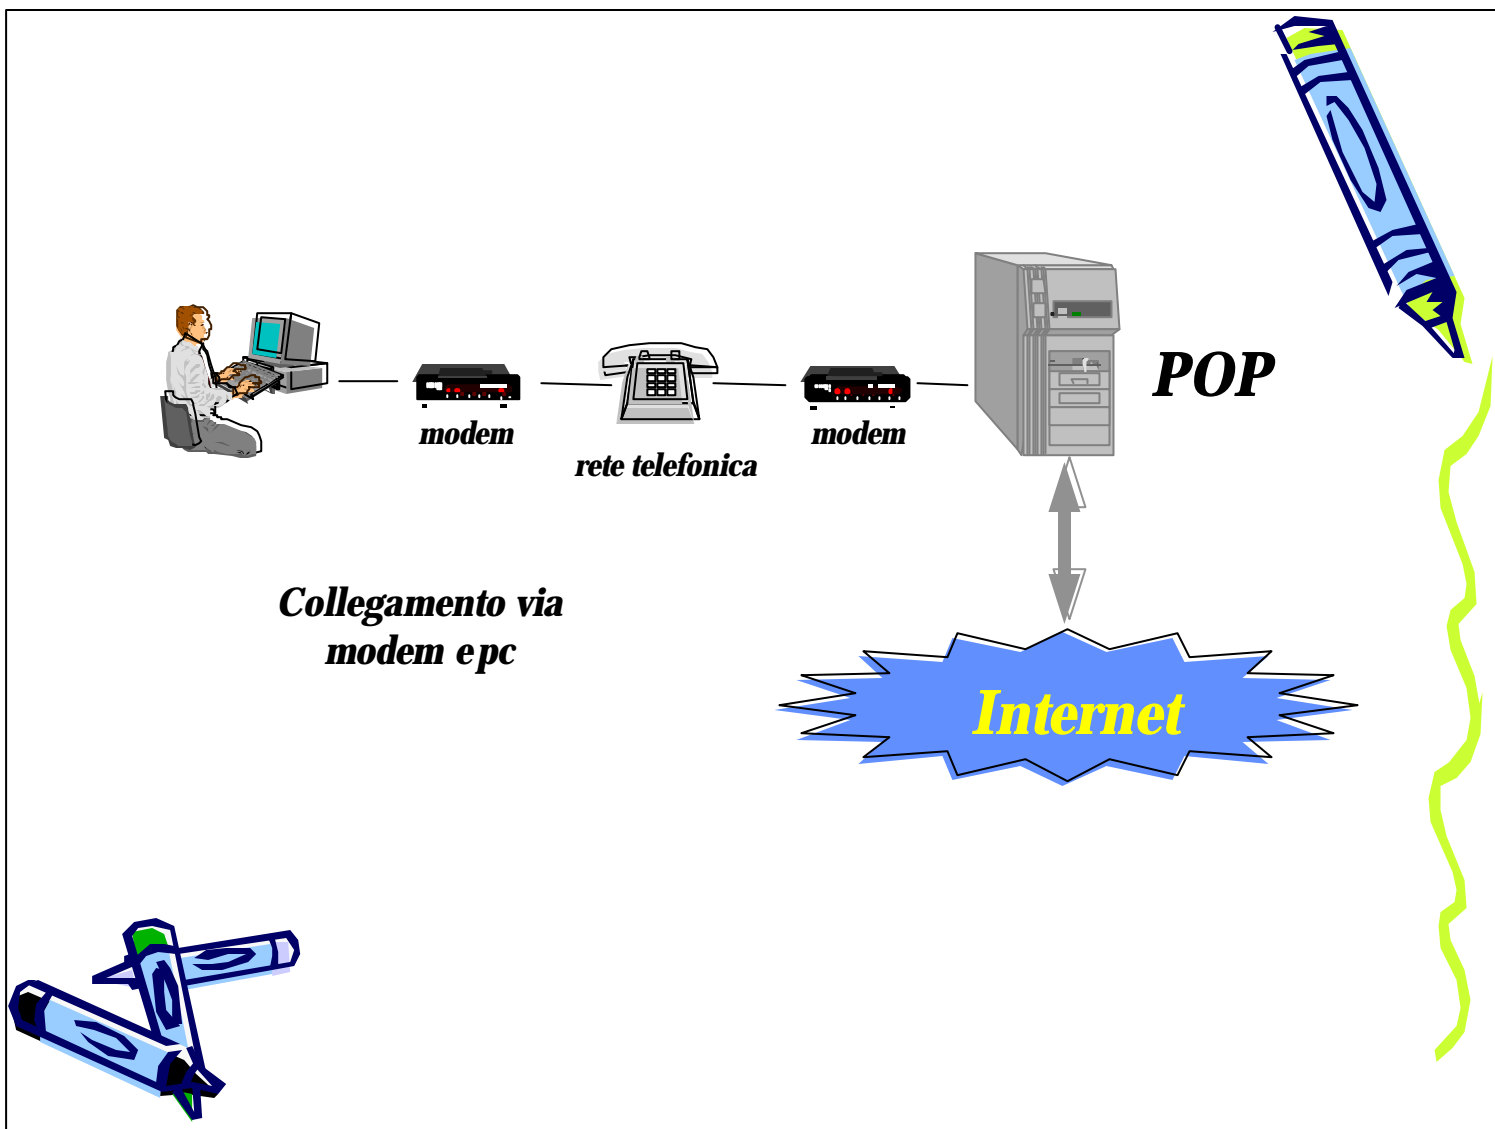 POP
modem
modem
rete telefonica
Collegamento via
modem e pc
Internet